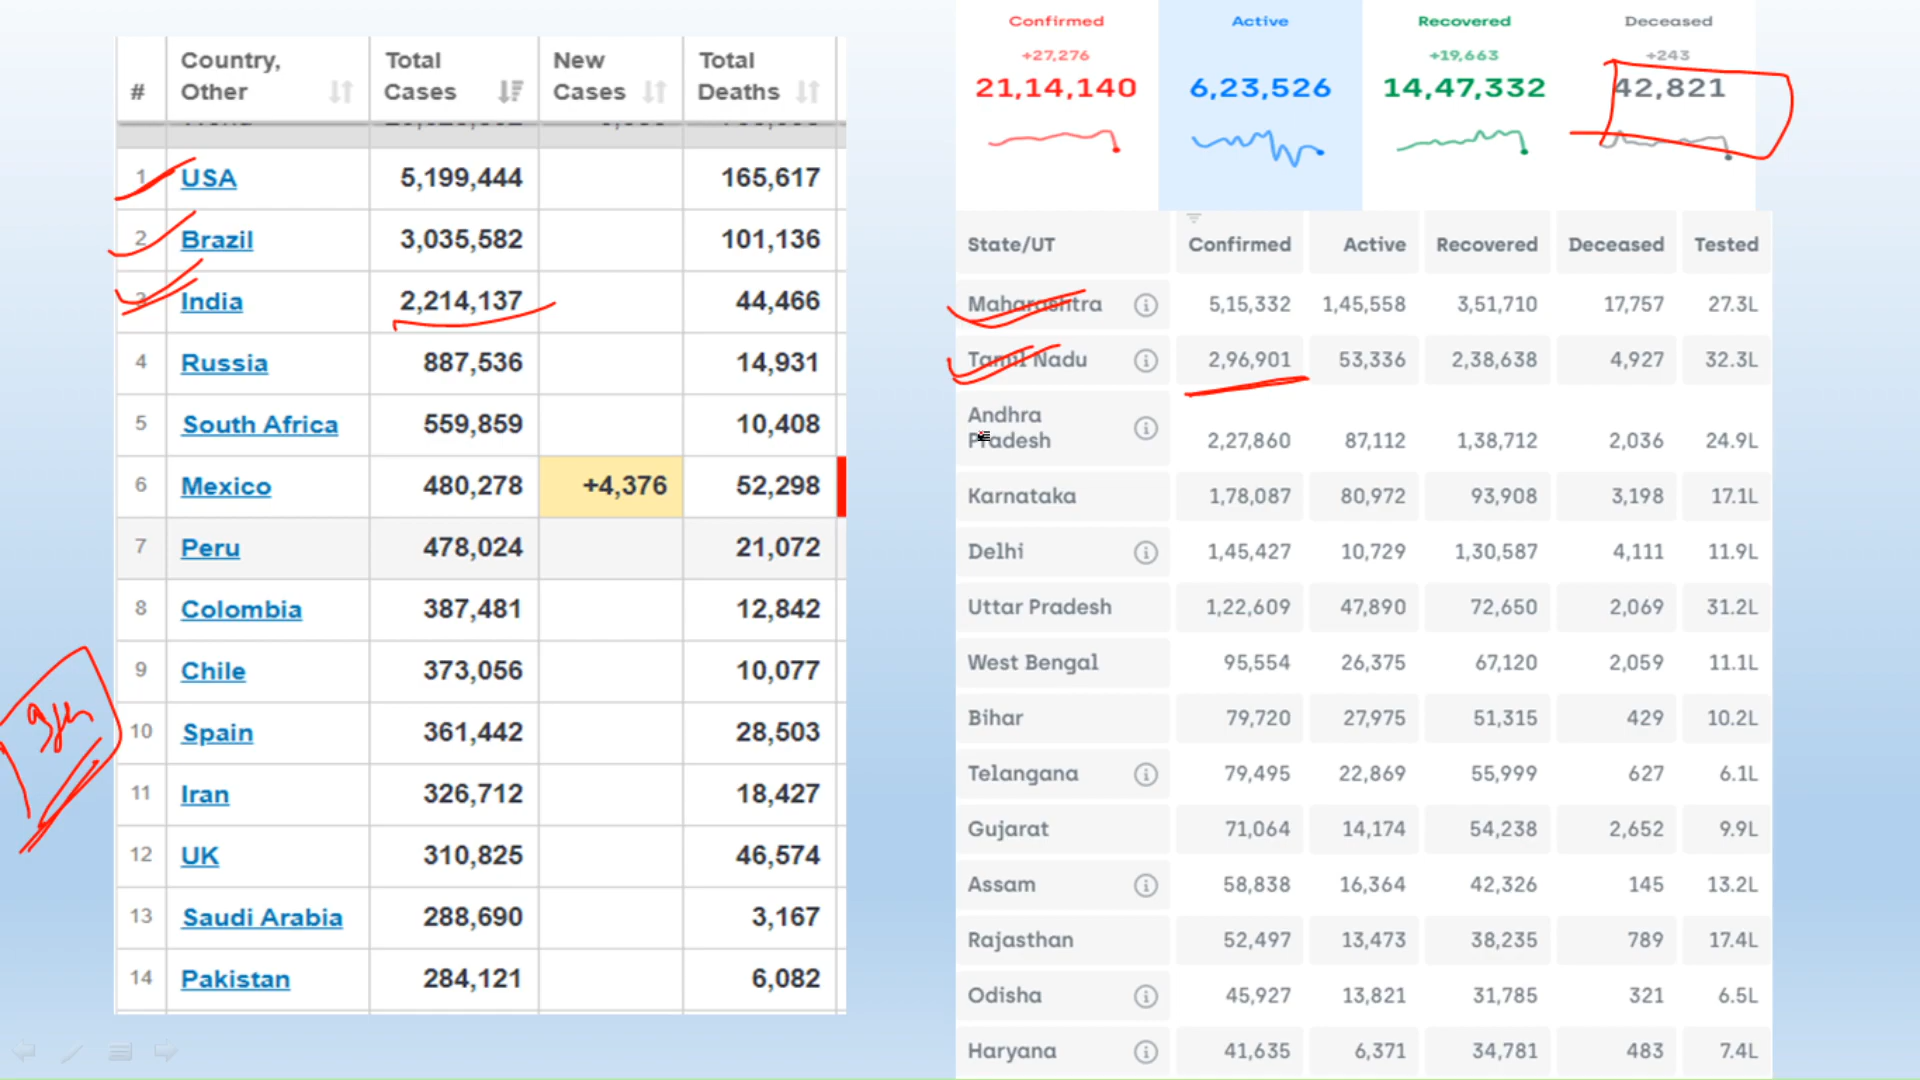 # Country, Other Total Cases New Cases Total Deaths
1 USA 5,199,444 165,617
2 Brazil 3,035,582 101,136
3 India 2,214,137 44,466
4 Russia 887,536 14,931
5 South Africa 559,859 10,408
6 Mexico 480,278 +4,376 52,298
7 Peru 478,024 21,072
8 Colombia 387,481 12,842
9 Chile 373,056 10,077
10 Spain 361,442 28,503
11 Iran 326,712 18,427
12 UK 310,825 46,574
13 Saudi Arabia 288,690 3,167
14 Pakistan 284,121 6,082
Confirmed Active Recovered Deceased
+27,276 +19,663 +243
21,14,140 6,23,526 14,47,332 42,821
State/UT Confirmed Active Recovered Deceased Tested
Maharashtra 5,15,332 1,45,558 3,51,710 17,757 27.3L
Tamil Nadu 2,96,901 53,336 2,38,638 4,927 32.3L
Andhra Pradesh 2,27,860 87,112 1,38,712 2,036 24.9L
Karnataka 1,78,087 80,972 93,908 3,198 17.1L
Delhi 1,45,427 10,729 1,30,587 4,111 11.9L
Uttar Pradesh 1,22,609 47,890 72,650 2,069 31.2L
West Bengal 95,554 26,375 67,120 2,059 11.1L
Bihar 79,720 27,975 51,315 429 10.2L
Telangana 79,495 22,869 55,999 627 6.1L
Gujarat 71,064 14,174 54,238 2,652 9.9L
Assam 58,838 16,364 42,326 145 13.2L
Rajasthan 52,497 13,473 38,235 789 17.4L
Odisha 45,927 13,821 31,785 321 6.5L
Haryana 41,635 6,371 34,781 483 7.4L